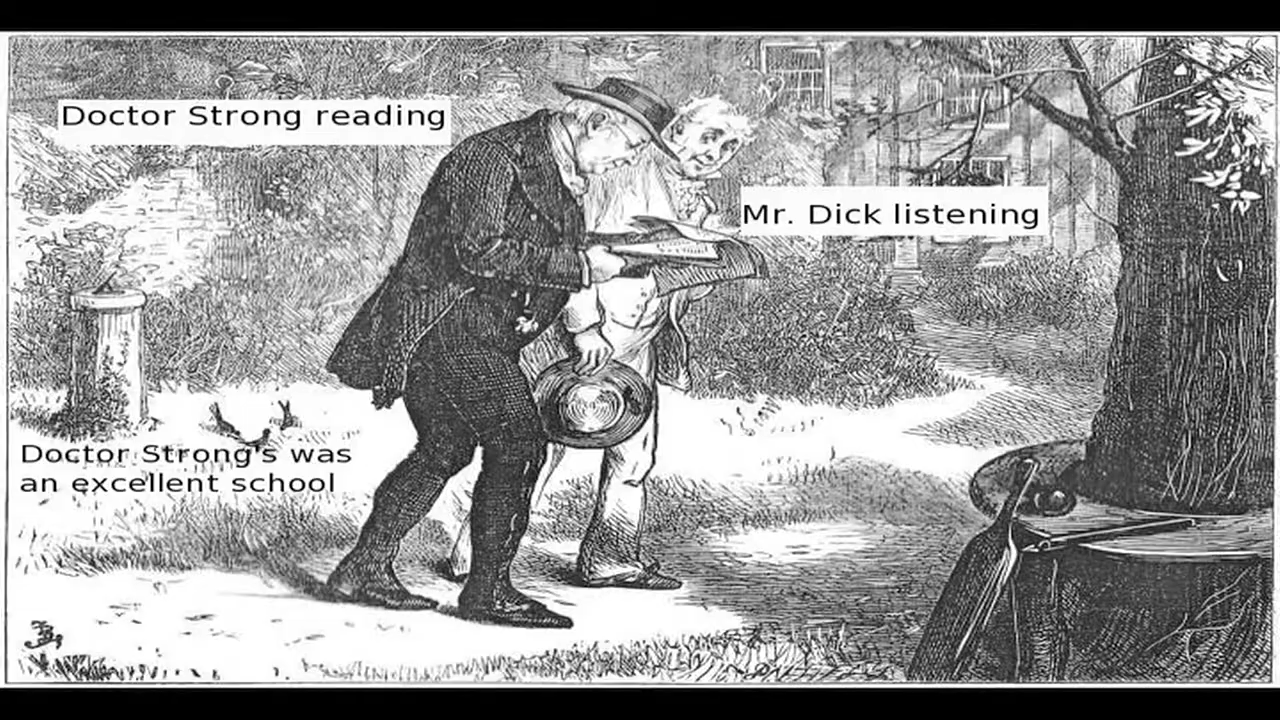 Doctor Strong reading
Mr. Dick listening
Doctor Strong's was
an excellent school